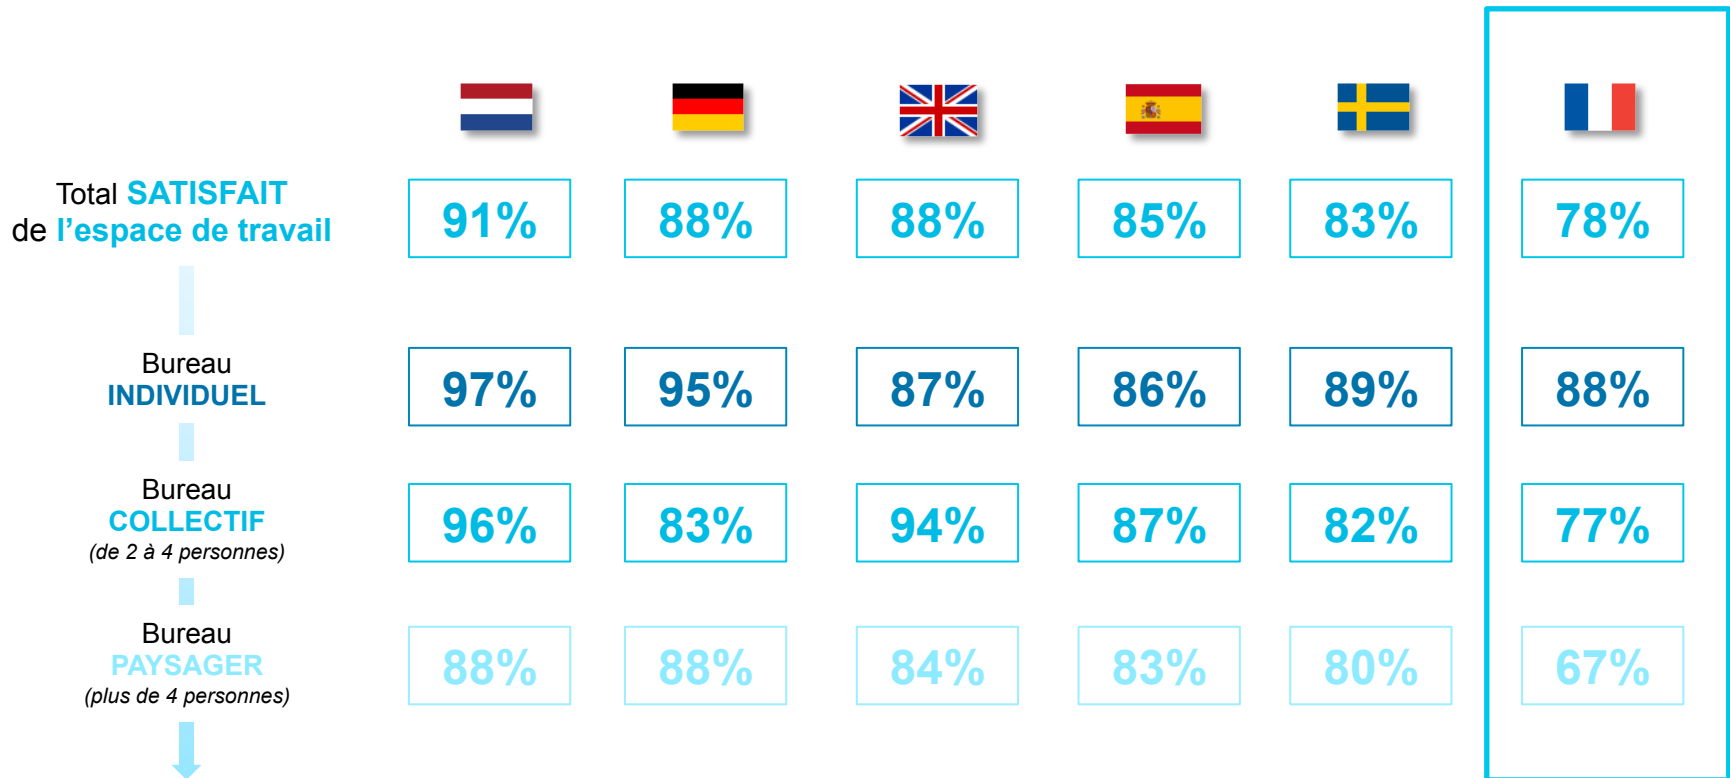 Total SATISFAIT
de l'espace de travail
91% 88% 88% 85% 83% 78%
Bureau
INDIVIDUEL
97% 95% 87% 86% 89% 88%
Bureau
COLLECTIF
(de 2 à 4 personnes)
96% 83% 94% 87% 82% 77%
Bureau
PAYSAGER
(plus de 4 personnes)
88% 88% 84% 83% 80% 67%